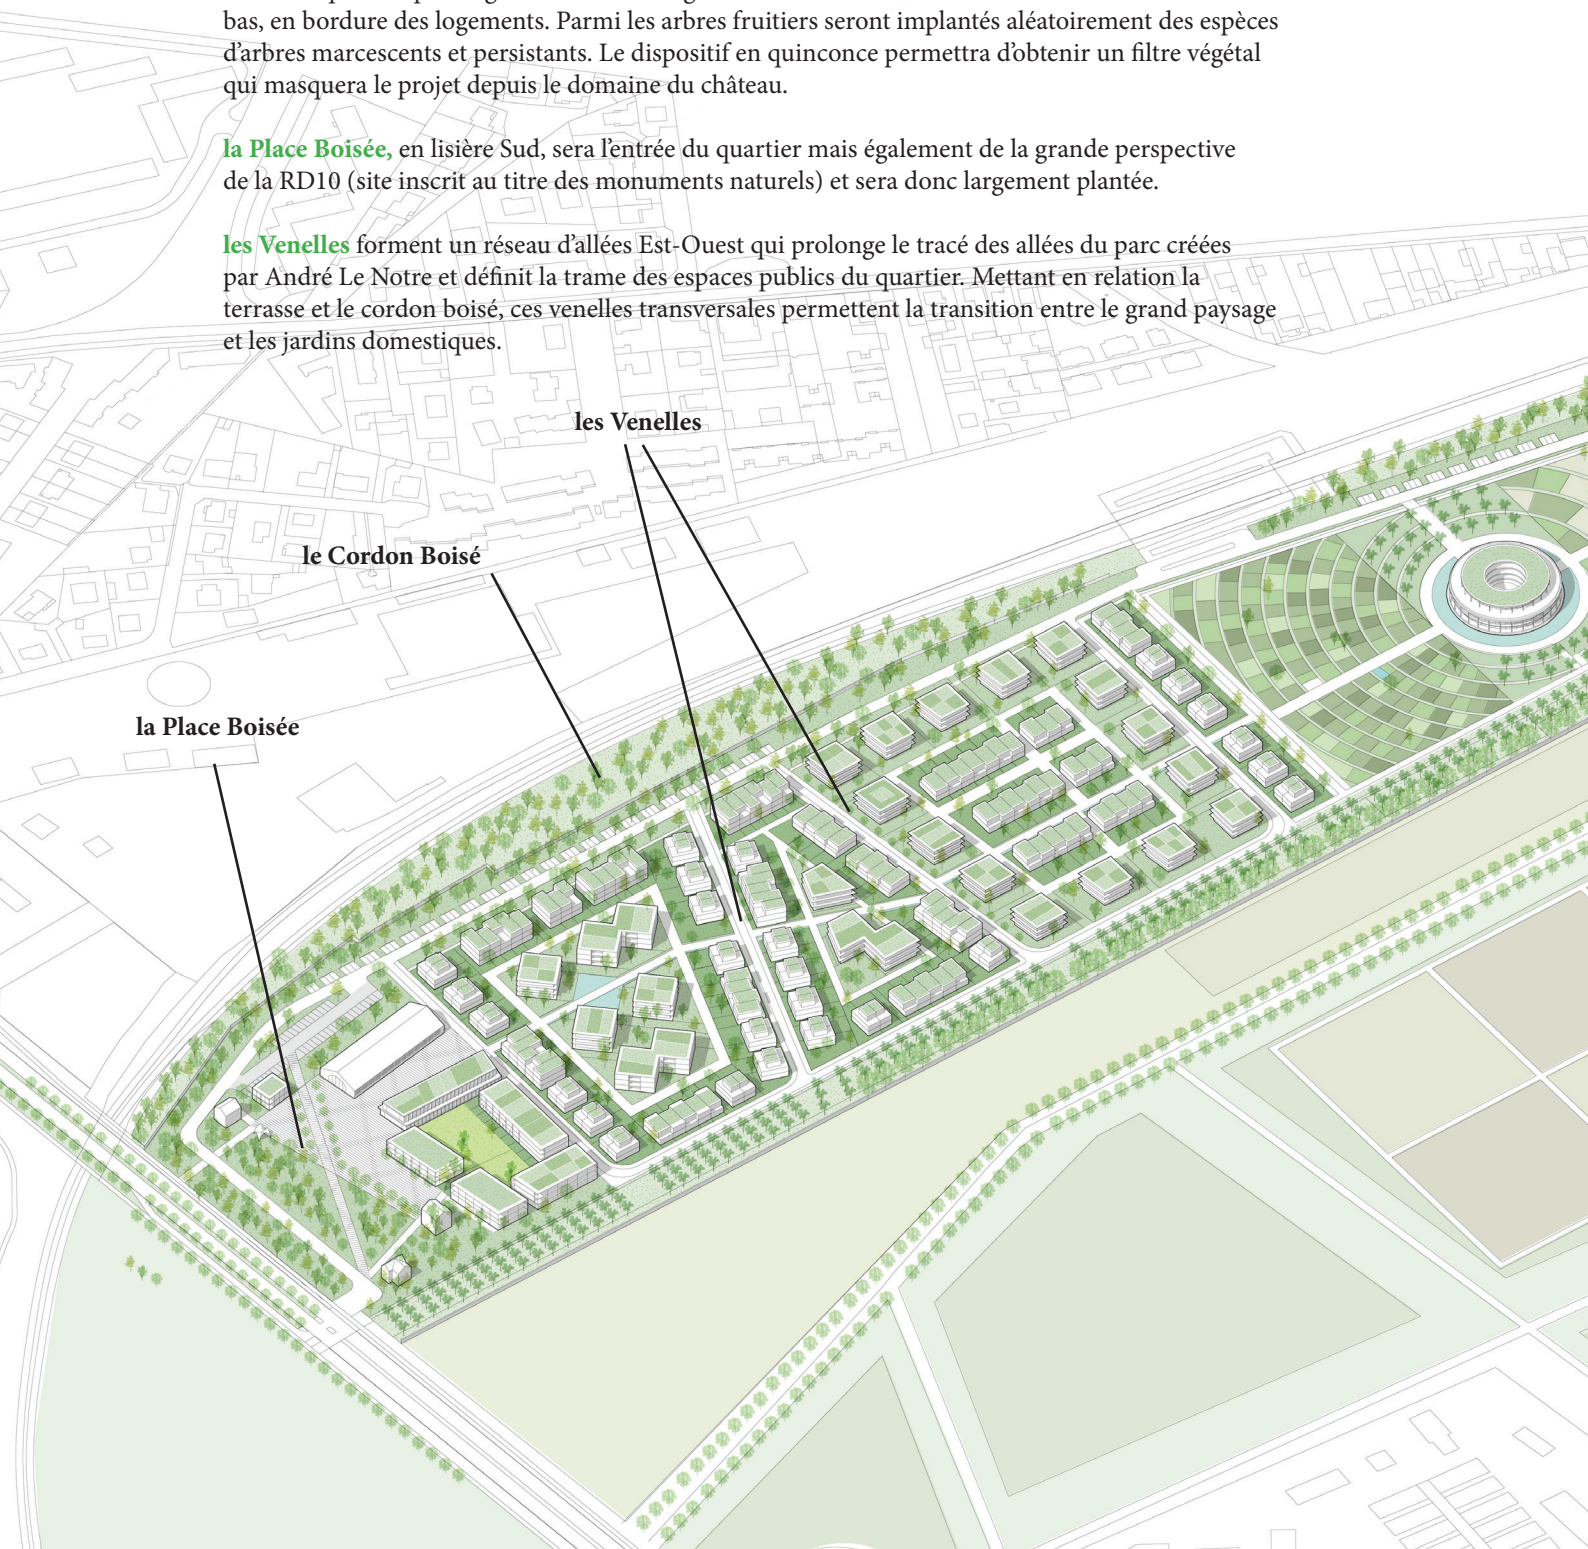 bas, en bordure des logements. Parmi les arbres fruitiers seront implantés aléatoirement des espèces
d'arbres marcescents et persistants. Le dispositif en quinconce permettra d'obtenir un filtre végétal
qui masquera le projet depuis le domaine du château.
la Place Boisée, en lisière Sud, sera l'entrée du quartier mais également de la grande perspective
de la RD10 (site inscrit au titre des monuments naturels) et sera donc largement plantée.
les Venelles forment un réseau d'allées Est-Ouest qui prolonge le tracé des allées du parc créées
par André Le Notre et définit la trame des espaces publics du quartier. Mettant en relation la
terrasse et le cordon boisé, ces venelles transversales permettent la transition entre le grand paysage
et les jardins domestiques.
les Venelles
le Cordon Boisé
la Place Boisée